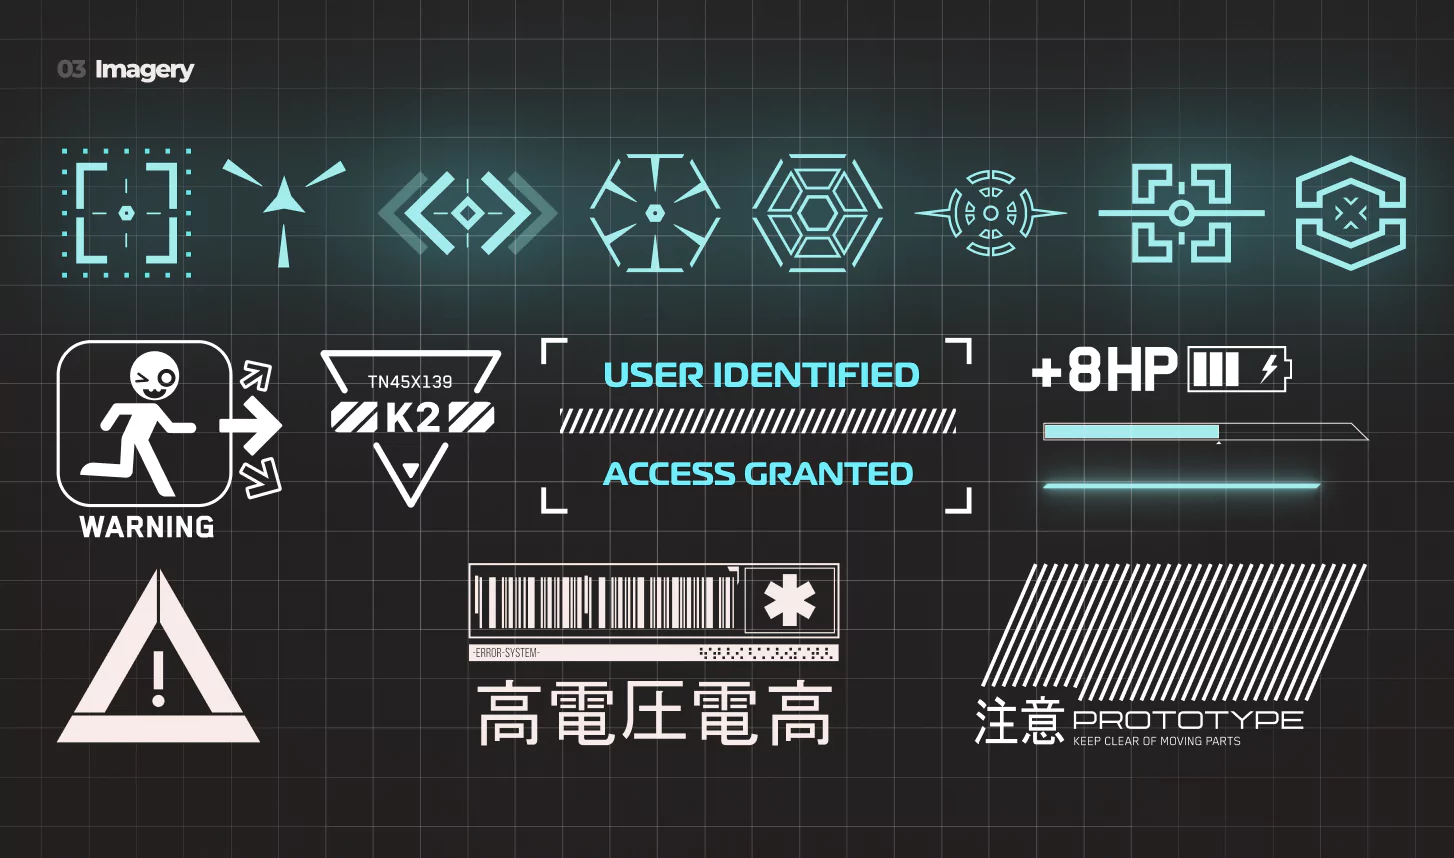 03 Imagery
WARNING
TN45X139
K2
USER IDENTIFIED
ACCESS GRANTED
+8HP
-ERROR-SYSTEM-
高電圧電高
注意 PROTOTYPE
KEEP CLEAR OF MOVING PARTS